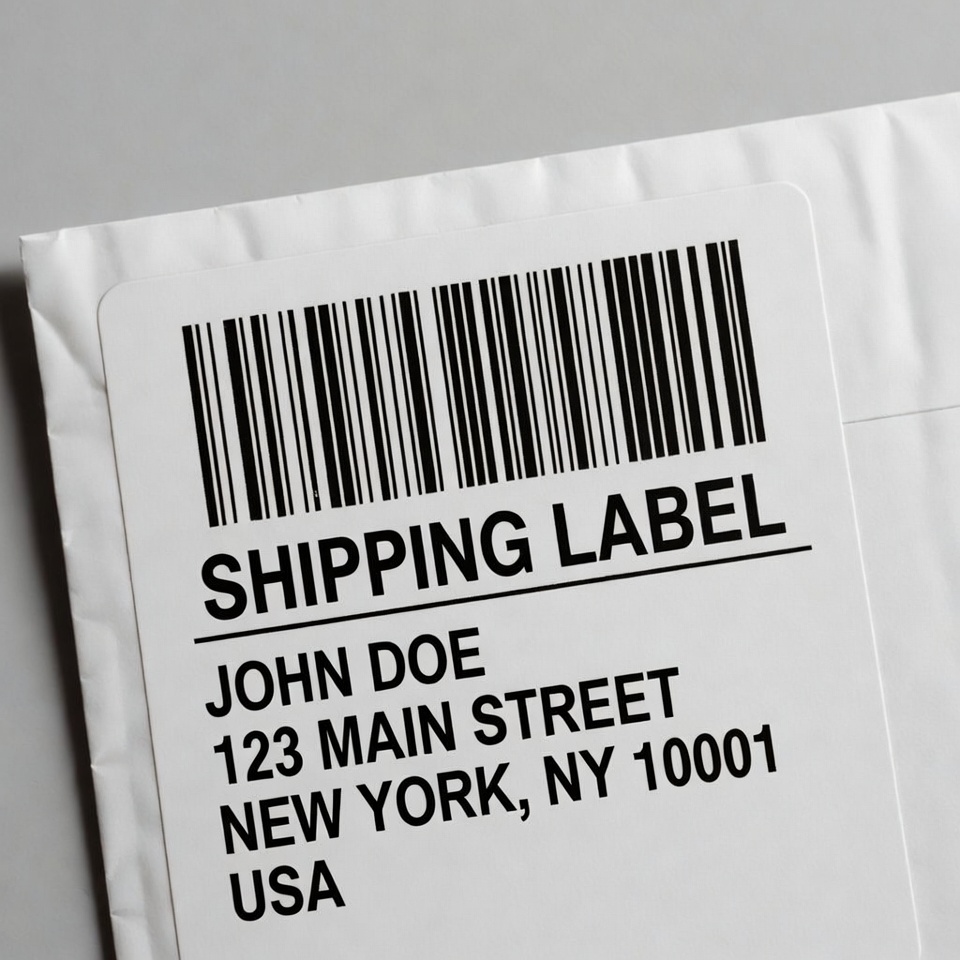 SHIPPING LABEL
JOHN DOE
123 MAIN STREET
NEW YORK, NY 10001
USA